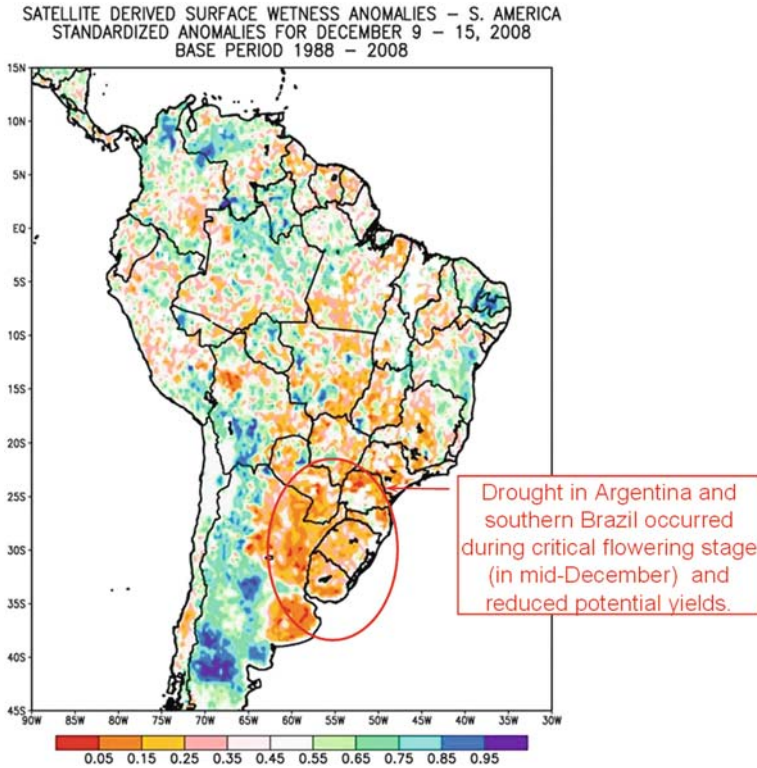 SATELLITE DERIVED SURFACE WETNESS ANOMALIES – S. AMERICA
STANDARDIZED ANOMALIES FOR DECEMBER 9 – 15, 2008
BASE PERIOD 1988 – 2008
15N
10N
5N
EQ
5S
10S
15S
20S
25S
30S
35S
40S
45S
Drought in Argentina and
southern Brazil occurred
during critical flowering stage
(in mid-December) and
reduced potential yields.
90W 85W 80W 75W 70W 65W 60W 55W 50W 45W 40W 35W 30W
0.05 0.15 0.25 0.35 0.45 0.55 0.65 0.75 0.85 0.95